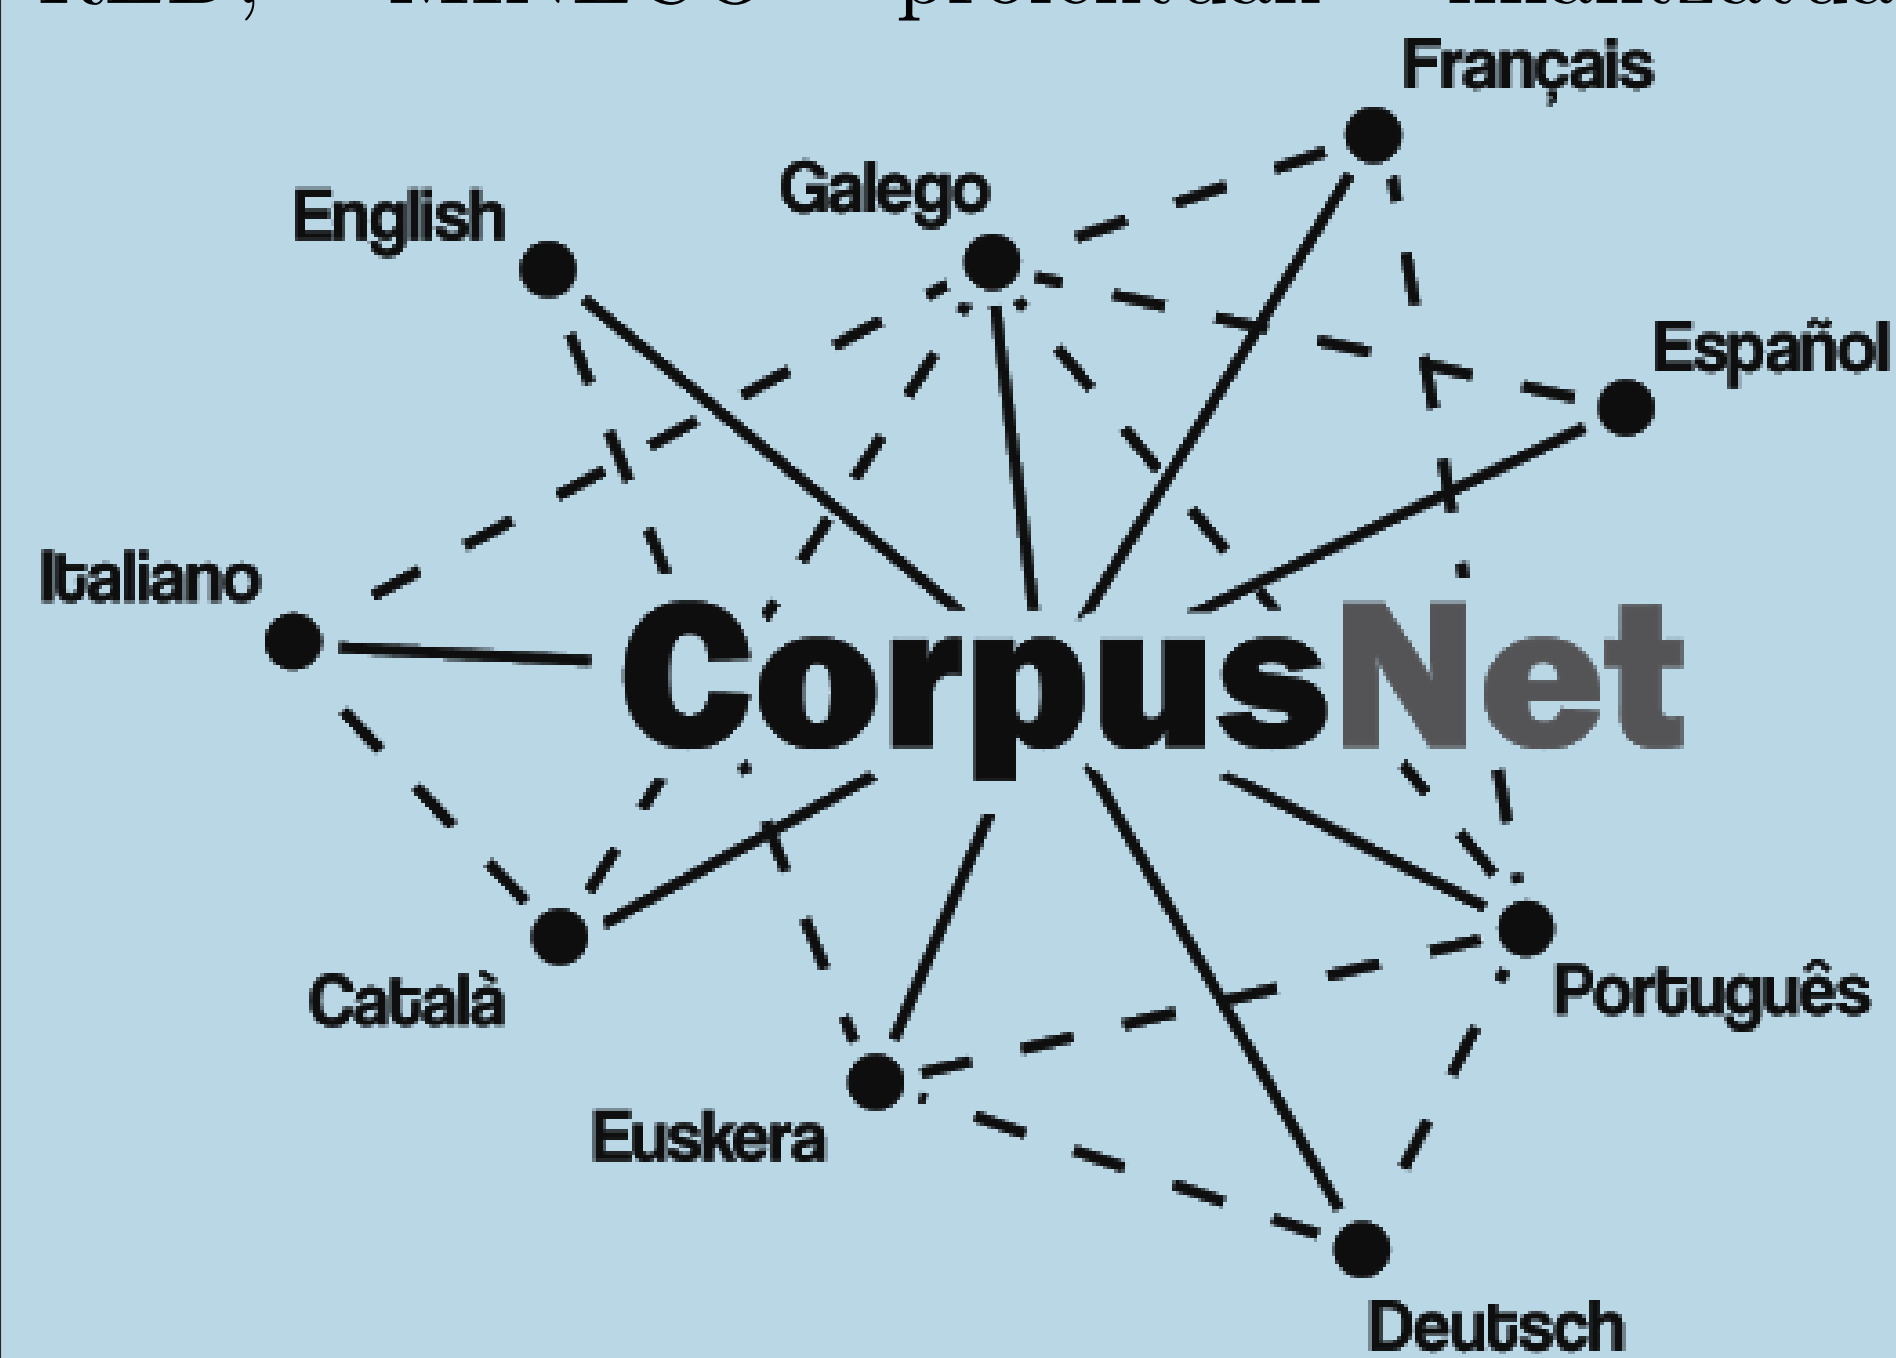 Français
Galego
English
Español
Italiano
CorpusNet
Català
Português
Euskera
Deutsch